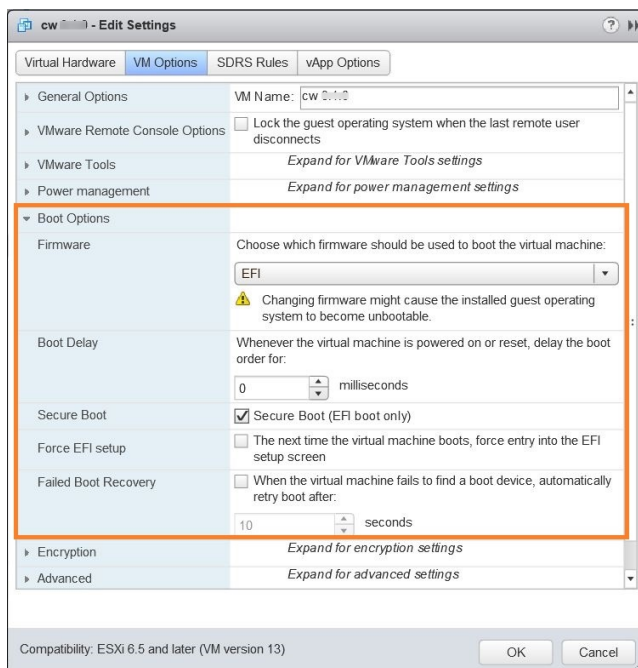 cw - Edit Settings
?
Virtual Hardware VM Options SDRS Rules vApp Options
General Options VM Name: cw
VMware Remote Console Options Lock the guest operating system when the last remote user
disconnects
VMware Tools Expand for VMware Tools settings
Power management Expand for power management settings
Boot Options
Firmware Choose which firmware should be used to boot the virtual machine:
EFI
Changing firmware might cause the installed guest operating
system to become unbootable.
Boot Delay Whenever the virtual machine is powered on or reset, delay the boot
order for:
0 milliseconds
Secure Boot Secure Boot (EFI boot only)
Force EFI setup The next time the virtual machine boots, force entry into the EFI
setup screen
Failed Boot Recovery When the virtual machine fails to find a boot device, automatically
retry boot after:
10 seconds
Encryption Expand for encryption settings
Advanced Expand for advanced settings
Compatibility: ESXi 6.5 and later (VM version 13) OK Cancel